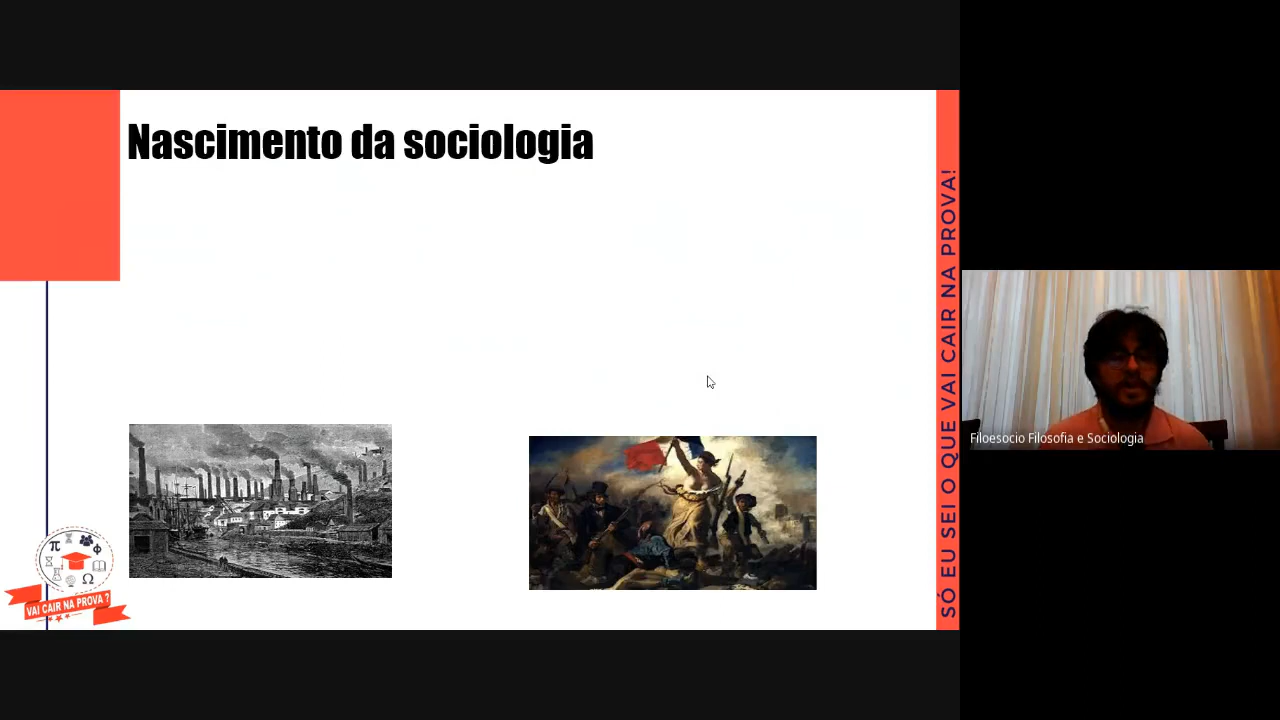 Nascimento da sociologia
SÓ EU SEI O QUE VAI CAIR NA PROVA!
Filoesocio Filosofia e Sociologia
π
Φ
Ω
VAI CAIR NA PROVA ?